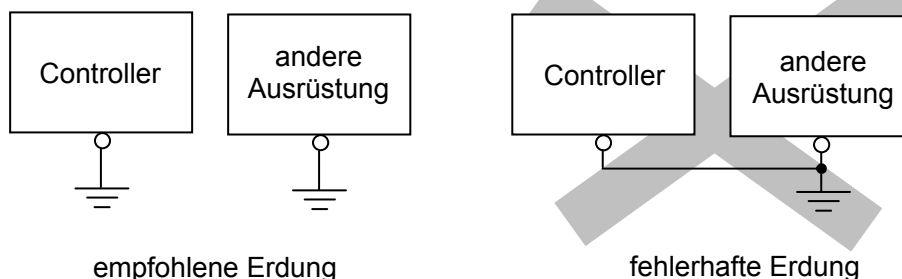 Controller
andere
Ausrüstung
Controller
andere
Ausrüstung
empfohlene Erdung
fehlerhafte Erdung